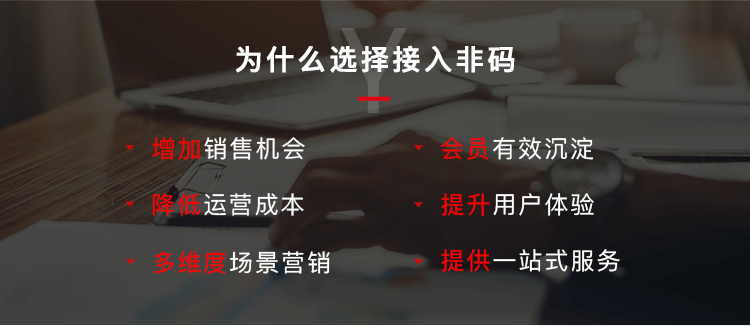 Y
为什么选择接入非码
增加销售机会
会员有效沉淀
降低运营成本
提升用户体验
多维度场景营销
提供一站式服务